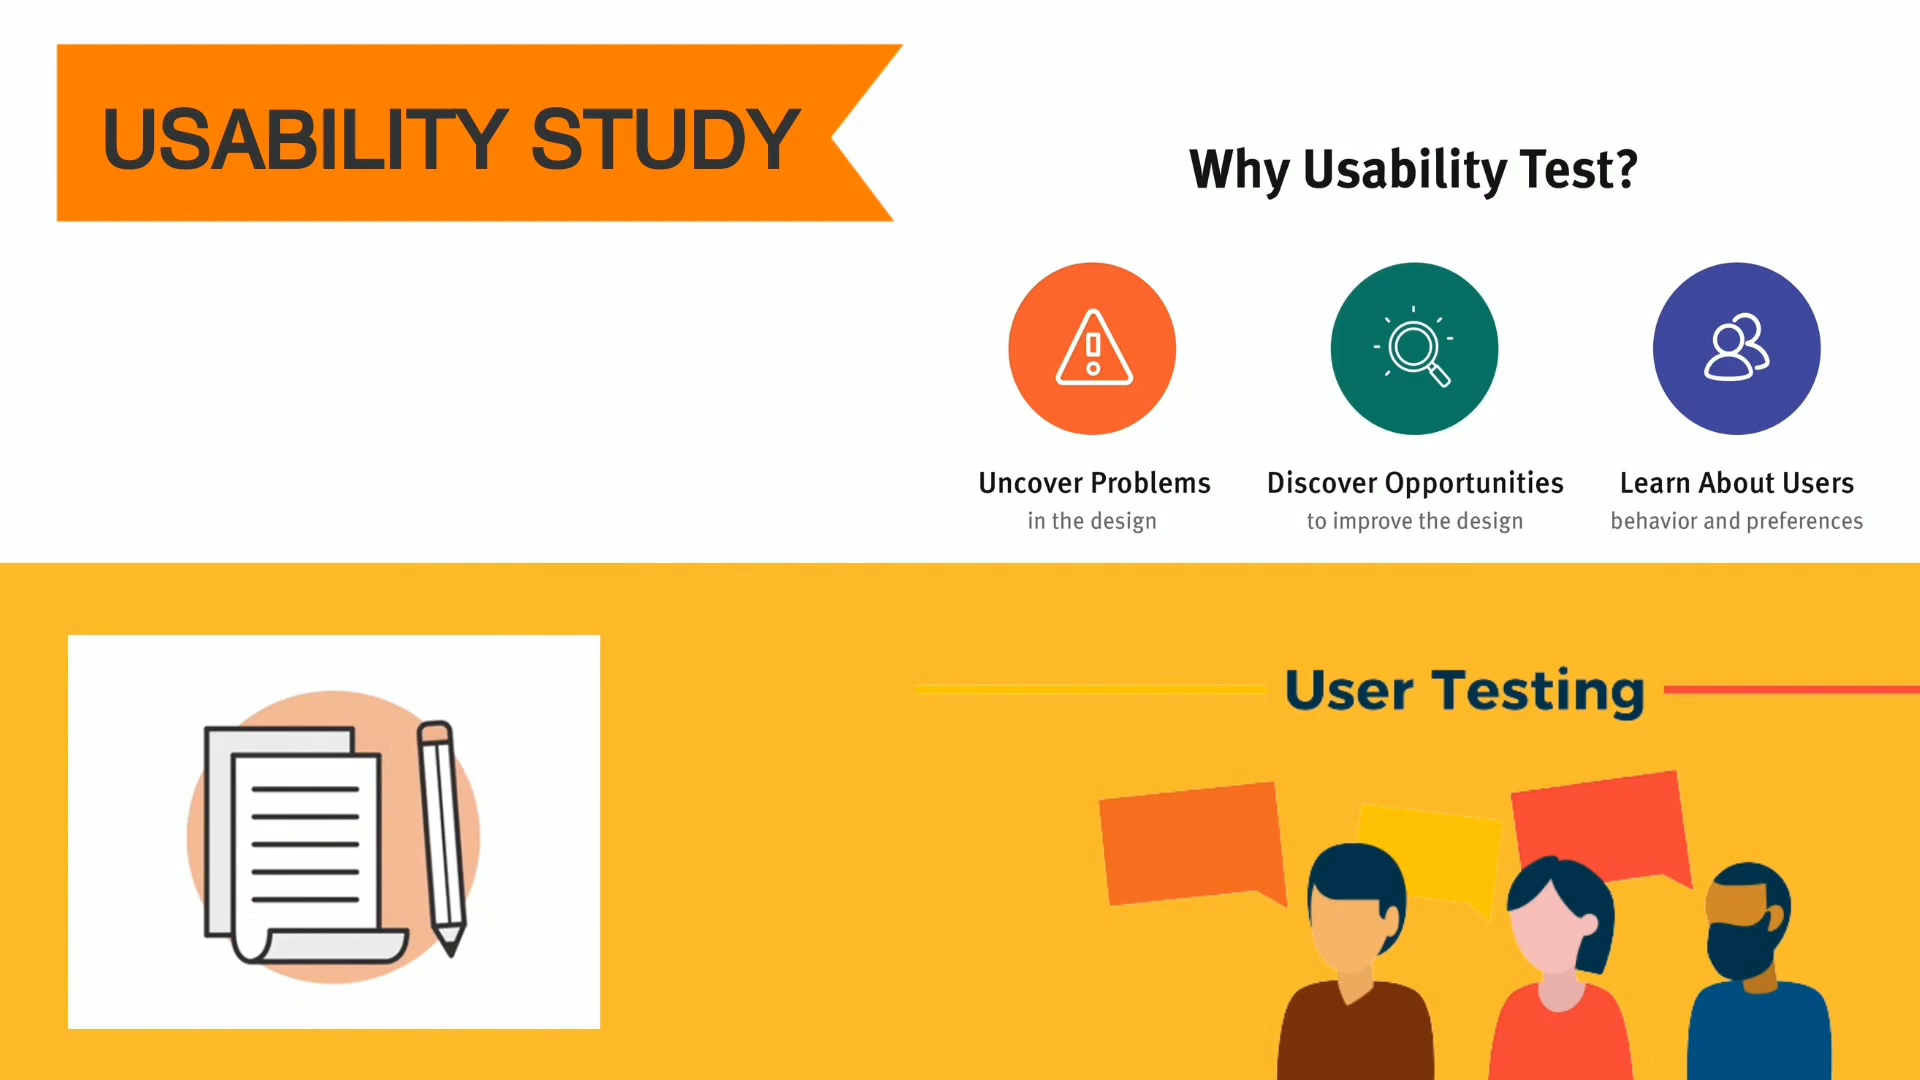 USABILITY STUDY
Why Usability Test?
Uncover Problems
in the design
Discover Opportunities
to improve the design
Learn About Users
behavior and preferences
User Testing